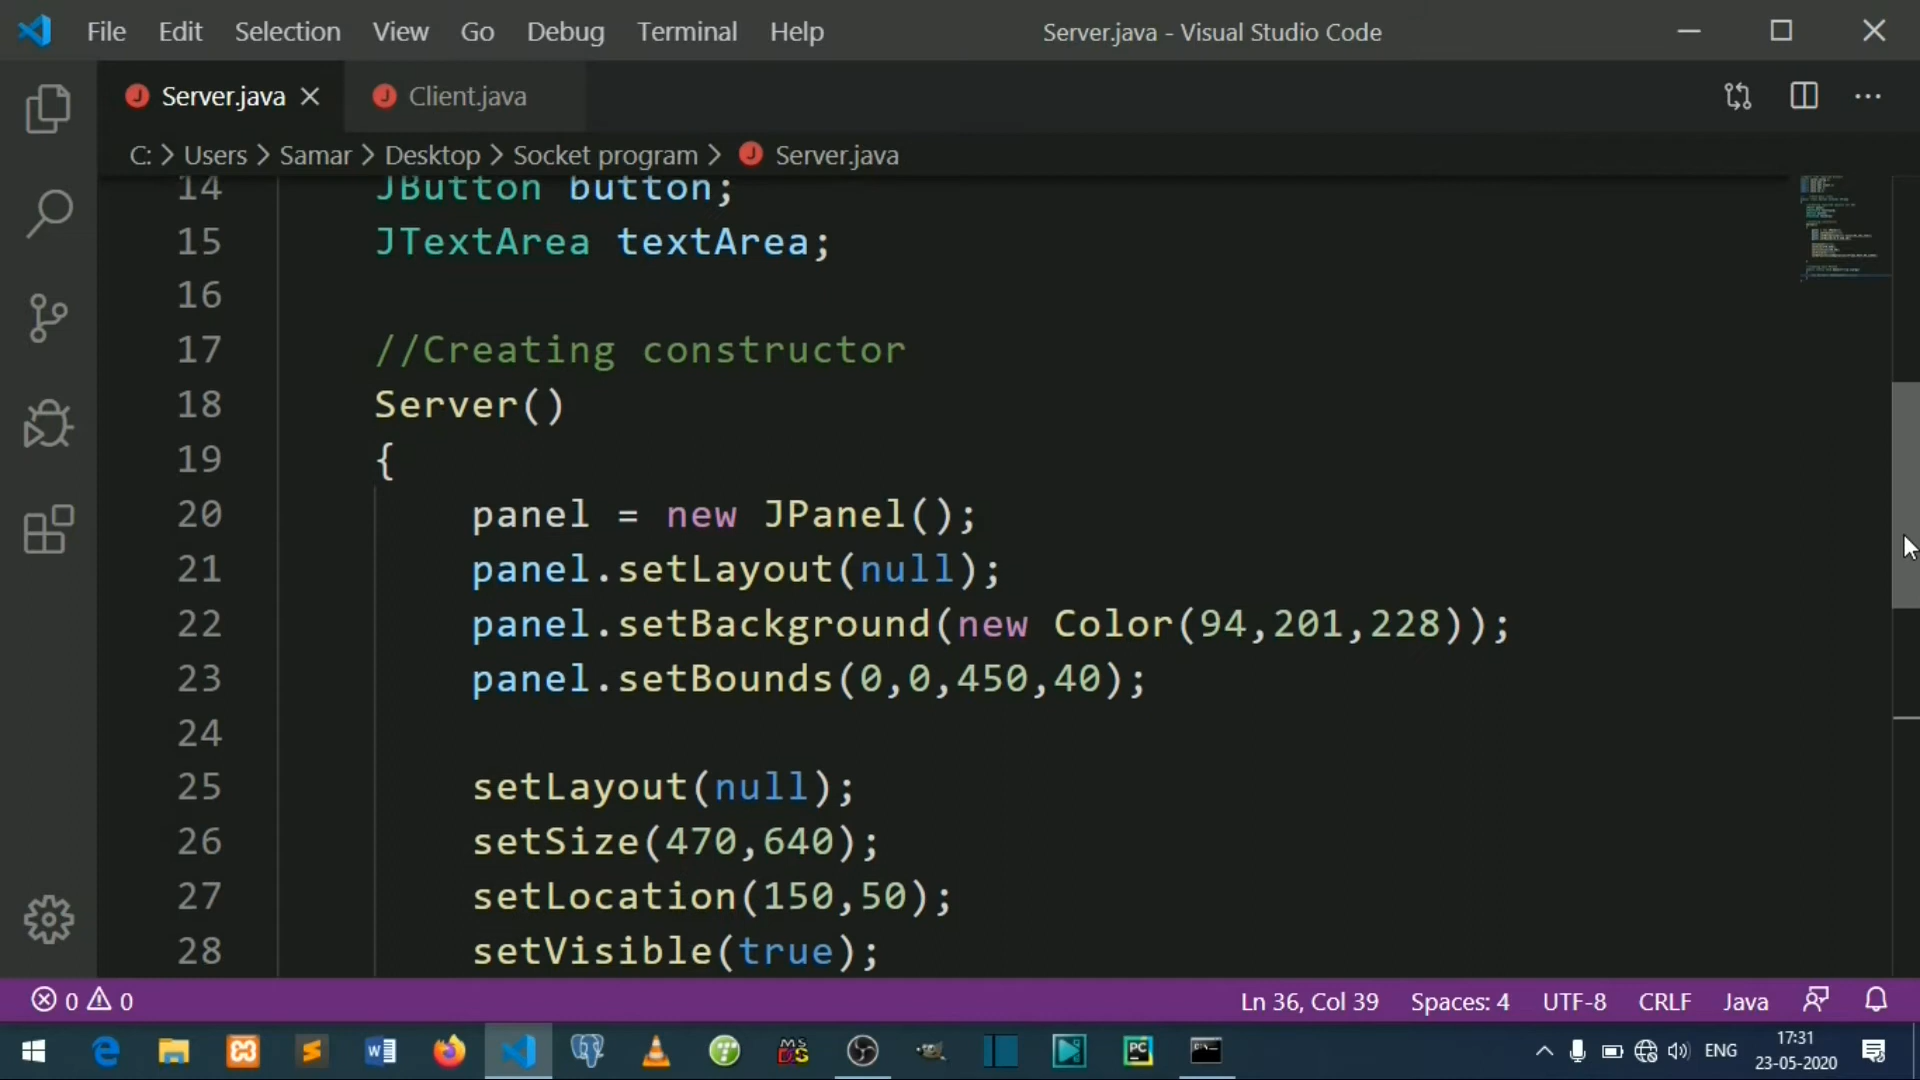 File Edit Selection View Go Debug Terminal Help Server.java - Visual Studio Code
Server.java Client.java
C: > Users > Samar > Desktop > Socket program > Server.java
14 JButton button;
15 JTextArea textArea;
16
17 //Creating constructor
18 Server()
19 {
20 panel = new JPanel();
21 panel.setLayout(null);
22 panel.setBackground(new Color(94,201,228));
23 panel.setBounds(0,0,450,40);
24
25 setLayout(null);
26 setSize(470,640);
27 setLocation(150,50);
28 setVisible(true);
0 0 Ln 36, Col 39 Spaces: 4 UTF-8 CRLF Java
ENG 17:31
23-05-2020